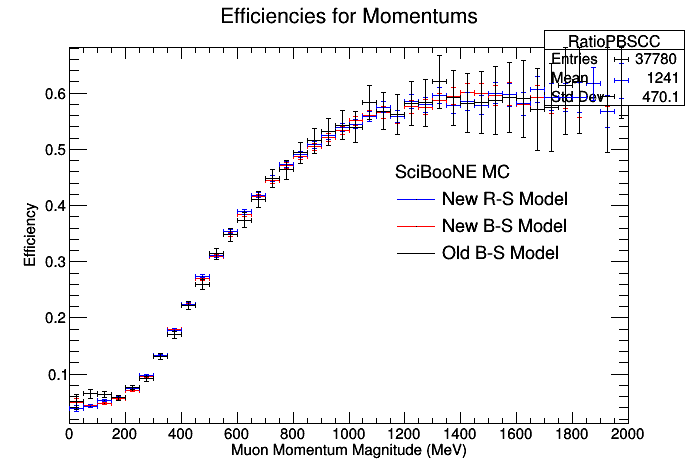 Efficiencies for Momentums
RatioPBSCC
Entries 37780
Mean 1241
Std Dev 470.1
0.6
0.5
0.4
0.3
0.2
0.1
Efficiency
SciBooNE MC
New R-S Model
New B-S Model
Old B-S Model
0 200 400 600 800 1000 1200 1400 1600 1800 2000
Muon Momentum Magnitude (MeV)